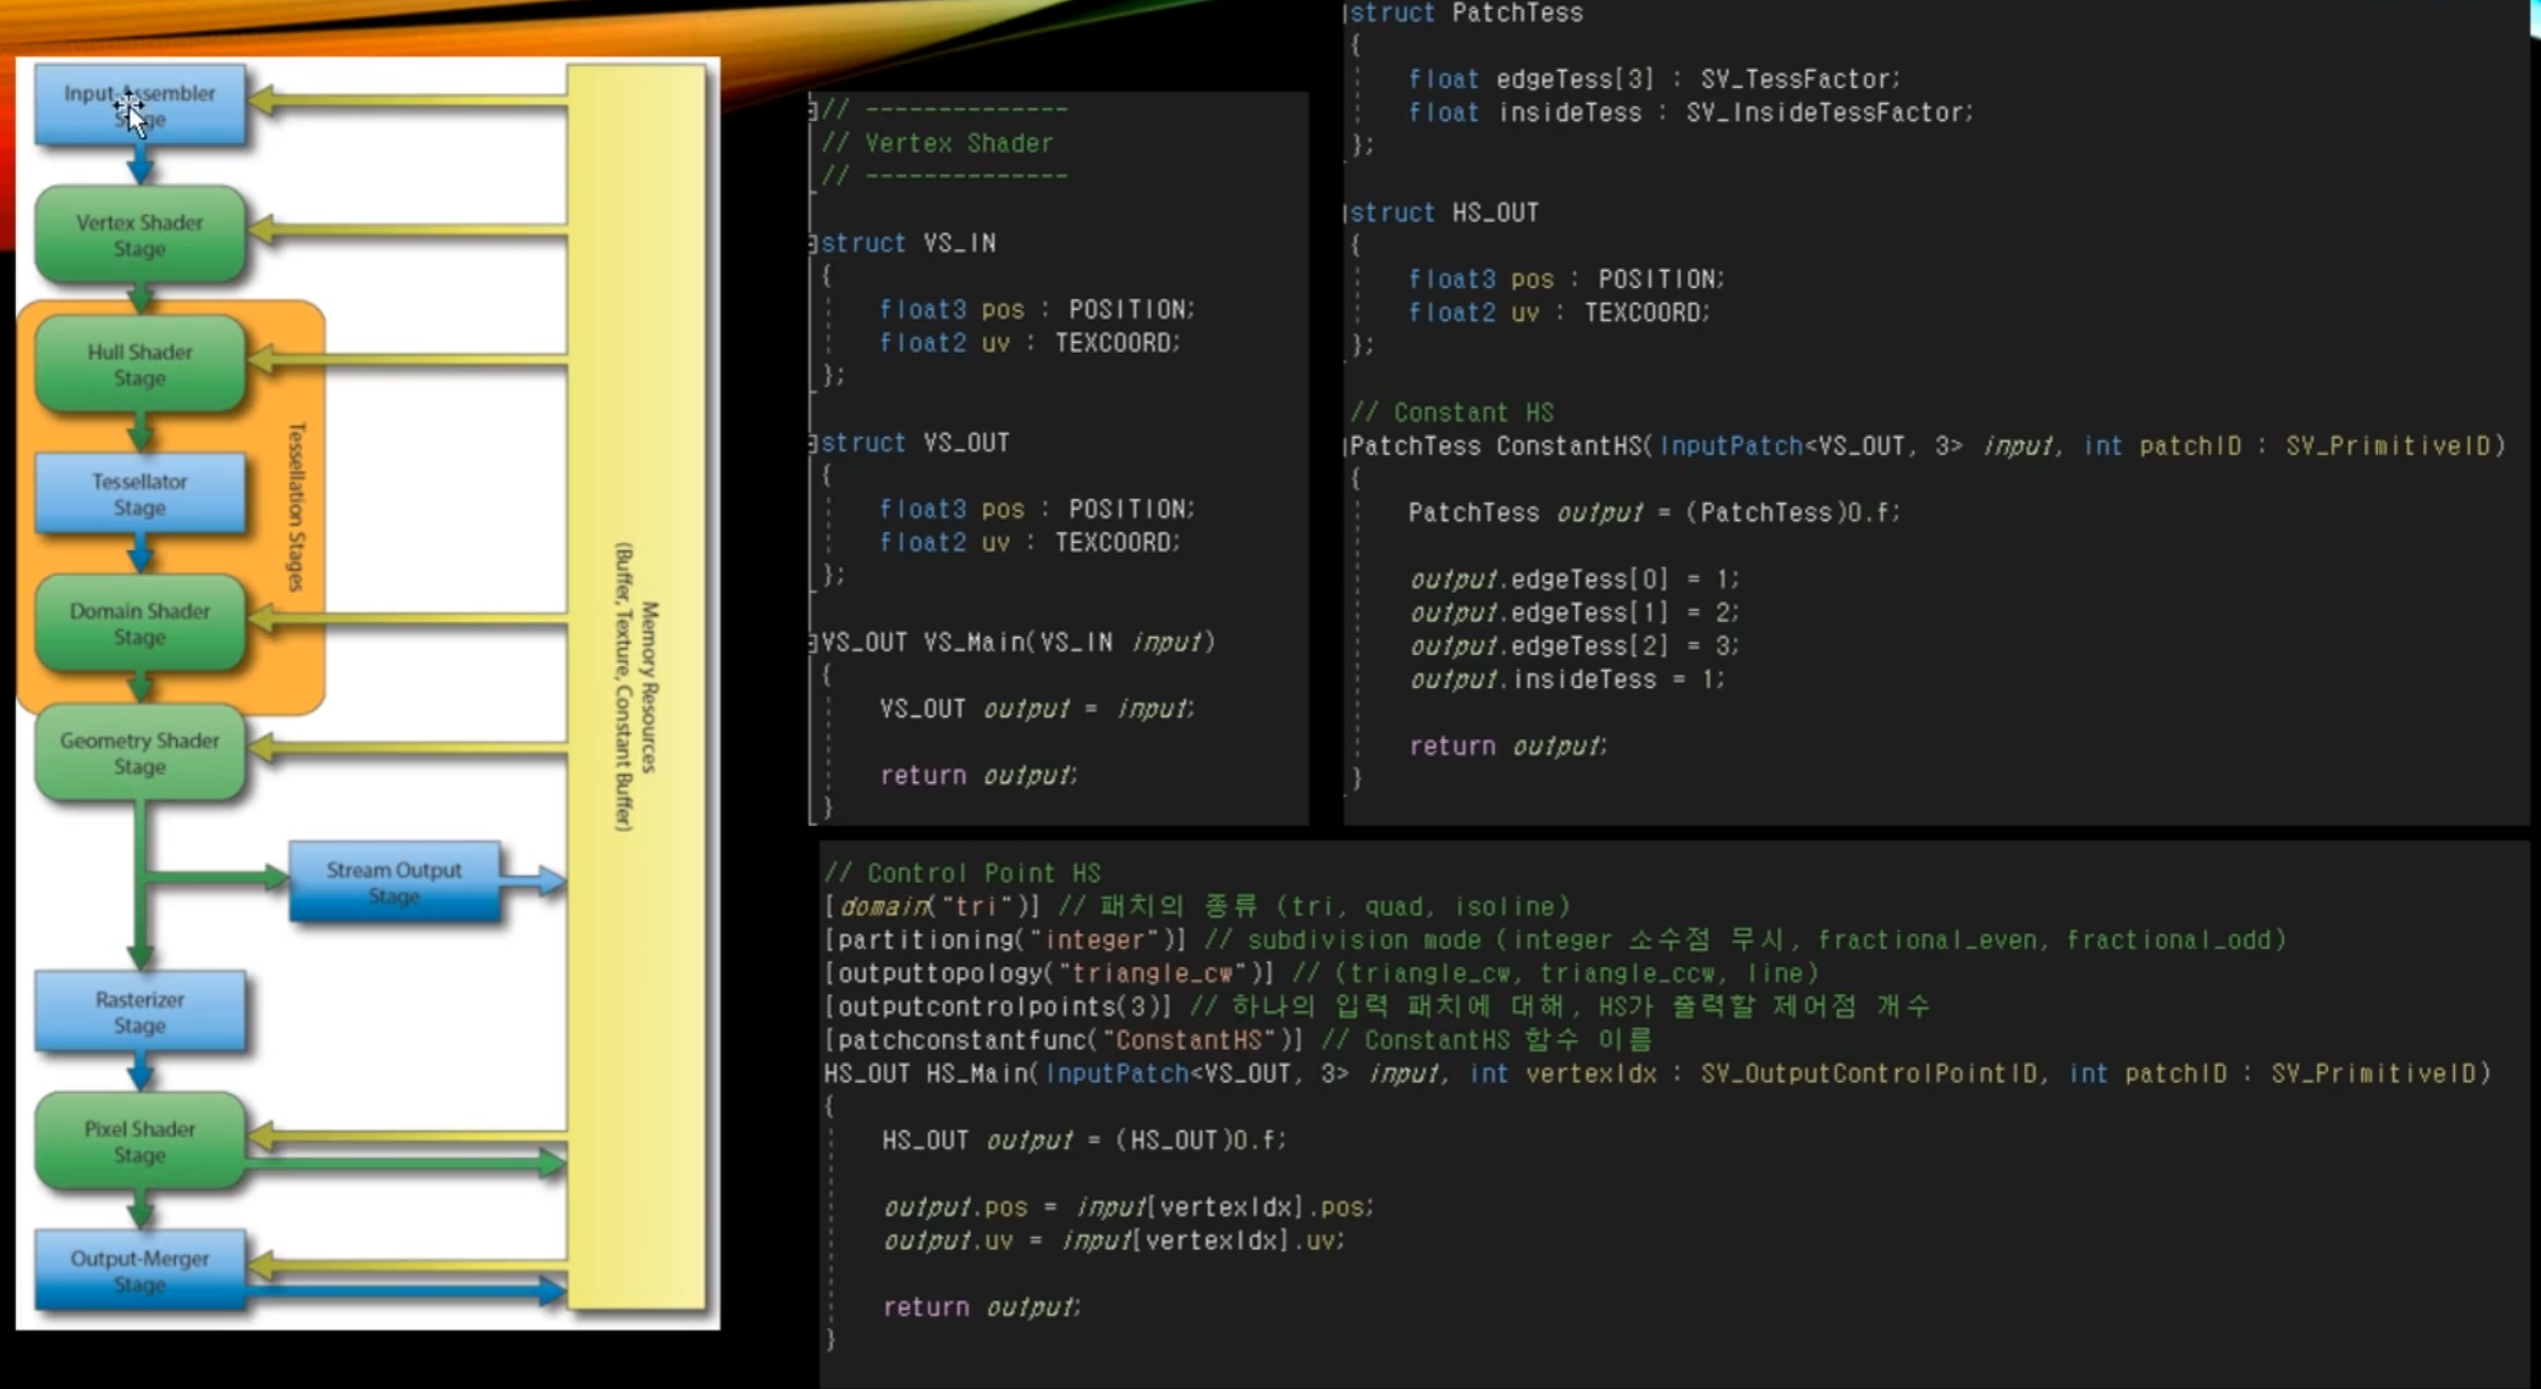 Input-Assembler
Stage
Vertex Shader
Stage
Hull Shader
Stage
Tessellator
Stage
Domain Shader
Stage
Tessellation Stages
Geometry Shader
Stage
Stream Output
Stage
Rasterizer
Stage
Pixel Shader
Stage
Output-Merger
Stage
Memory Resources
(Buffer, Texture, Constant Buffer)
// --------------
// Vertex Shader
// --------------
struct VS_IN
{
    float3 pos : POSITION;
    float2 uv : TEXCOORD;
};
struct VS_OUT
{
    float3 pos : POSITION;
    float2 uv : TEXCOORD;
};
VS_OUT VS_Main(VS_IN input)
{
    VS_OUT output = input;
    return output;
}
struct PatchTess
{
    float edgeTess[3] : SV_TessFactor;
    float insideTess : SV_InsideTessFactor;
};
struct HS_OUT
{
    float3 pos : POSITION;
    float2 uv : TEXCOORD;
};
// Constant HS
PatchTess ConstantHS(InputPatch<VS_OUT, 3> input, int patchID : SV_PrimitiveID)
{
    PatchTess output = (PatchTess)0.f;
    output.edgeTess[0] = 1;
    output.edgeTess[1] = 2;
    output.edgeTess[2] = 3;
    output.insideTess = 1;
    return output;
}
// Control Point HS
[domain("tri")] // 패치의 종류 (tri, quad, isoline)
[partitioning("integer")] // subdivision mode (integer 소수점 무시, fractional_even, fractional_odd)
[outputtopology("triangle_cw")] // (triangle_cw, triangle_ccw, line)
[outputcontrolpoints(3)] // 하나의 입력 패치에 대해, HS가 출력할 제어점 개수
[patchconstantfunc("ConstantHS")] // ConstantHS 함수 이름
HS_OUT HS_Main(InputPatch<VS_OUT, 3> input, int vertexIdx : SV_OutputControlPointID, int patchID : SV_PrimitiveID)
{
    HS_OUT output = (HS_OUT)0.f;
    output.pos = input[vertexIdx].pos;
    output.uv = input[vertexIdx].uv;
    return output;
}